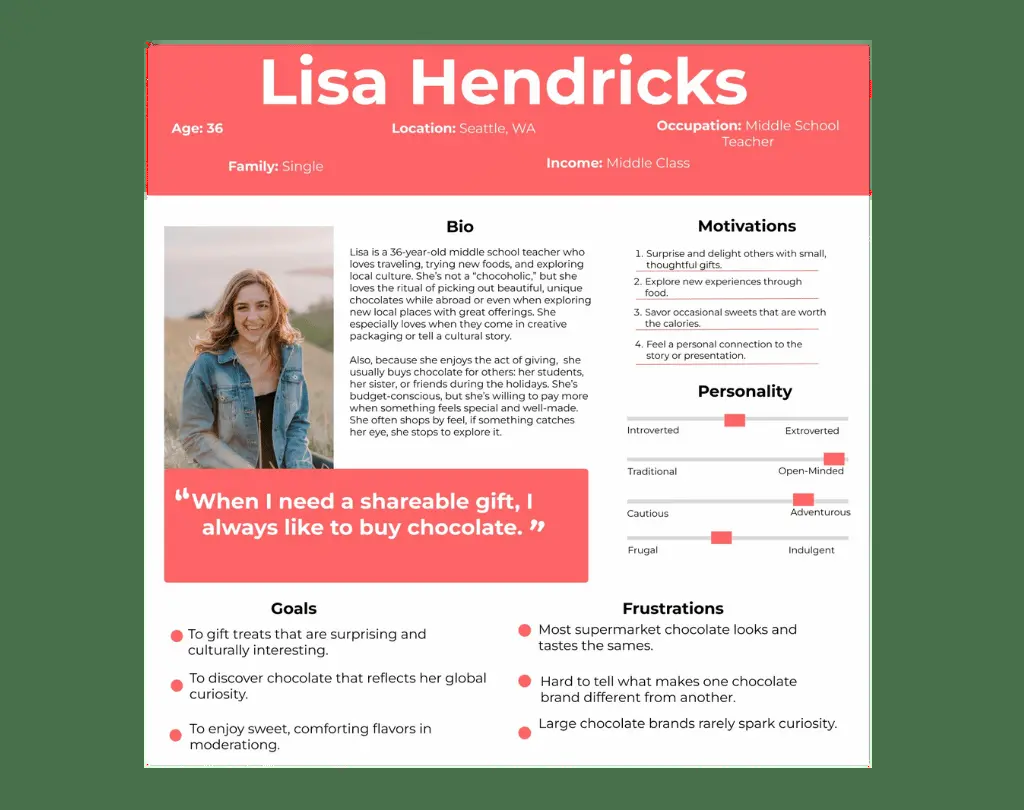 Lisa Hendricks
Age: 36
Location: Seattle, WA
Occupation: Middle School
Teacher
Family: Single
Income: Middle Class
Bio
Lisa is a 36-year-old middle school teacher who
loves traveling, trying new foods, and exploring
local culture. She's not a “chocoholic,” but she
loves the ritual of picking out beautiful, unique
chocolates while abroad or even when exploring
new local places with great offerings. She
especially loves when they come in creative
packaging or tell a cultural story.
Also, because she enjoys the act of giving, she
usually buys chocolate for others: her students,
her sister, or friends during the holidays. She's
budget-conscious, but she's willing to pay more
when something feels special and well-made.
She often shops by feel, if something catches
her eye, she stops to explore it.
“When I need a shareable gift, I
always like to buy chocolate.”
Motivations
1. Surprise and delight others with small,
thoughtful gifts.
2. Explore new experiences through
food.
3. Savor occasional sweets that are worth
the calories.
4. Feel a personal connection to the
story or presentation.
Personality
Introverted Extroverted
Traditional Open-Minded
Cautious Adventurous
Frugal Indulgent
Goals
To gift treats that are surprising and
culturally interesting.
To discover chocolate that reflects her global
curiosity.
To enjoy sweet, comforting flavors in
moderationg.
Frustrations
Most supermarket chocolate looks and
tastes the sames.
Hard to tell what makes one chocolate
brand different from another.
Large chocolate brands rarely spark curiosity.